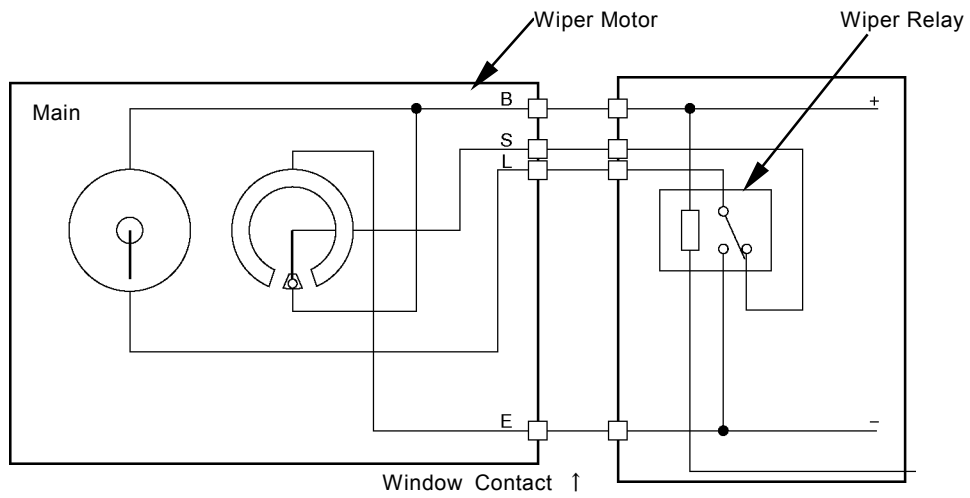 Wiper Motor
Wiper Relay
Main
B
+
S
L
E
−
Window Contact ↑